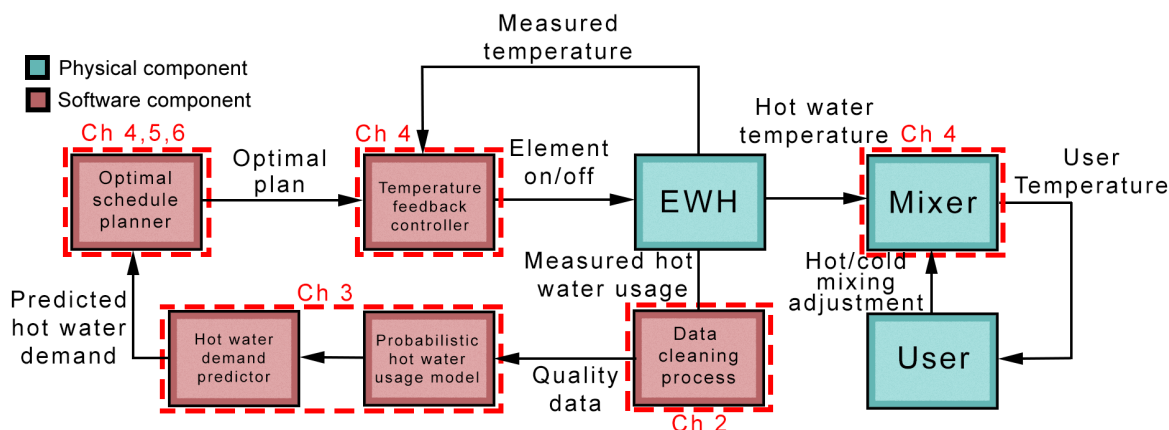 Physical component
Software component
Measured
temperature
Ch 4,5,6
Optimal
schedule
planner
Optimal
plan
Ch 4
Temperature
feedback
controller
Element
on/off
EWH
Hot water
temperature
Ch 4
Mixer
User
Temperature
Hot/cold
mixing
adjustment
User
Measured hot
water usage
Data
cleaning
process
Ch 2
Quality
data
Ch 3
Probabilistic
hot water
usage model
Hot water
demand
predictor
Predicted
hot water
demand